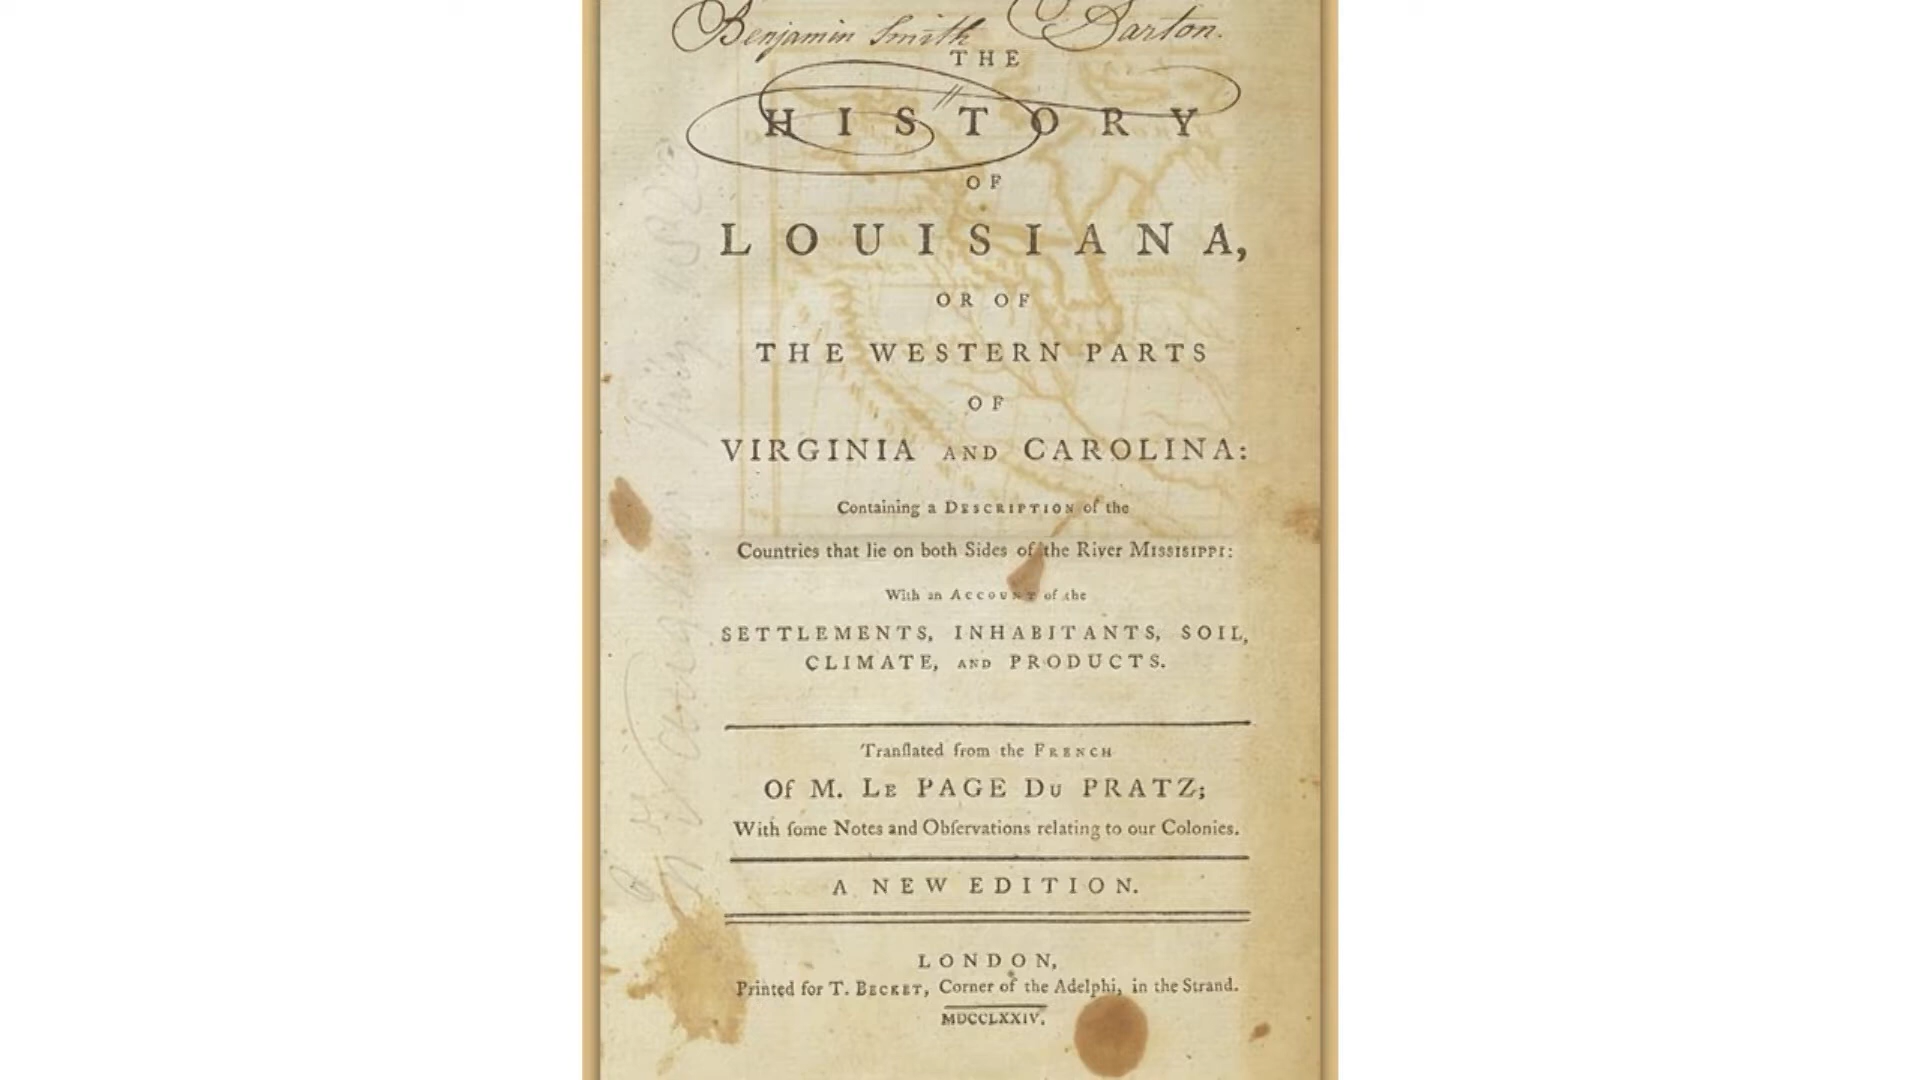 Benjamin Smith Barton.
THE
HISTORY
OF
LOUISIANA,
OR OF
THE WESTERN PARTS
OF
VIRGINIA AND CAROLINA:
Containing a DESCRIPTION of the
Countries that lie on both Sides of the River MISSISIPPI:
With an ACCOUNT of the
SETTLEMENTS, INHABITANTS, SOIL,
CLIMATE, AND PRODUCTS.
Tranſlated from the FRENCH
Of M. LE PAGE DU PRATZ;
With ſome Notes and Obſervations relating to our Colonies.
A NEW EDITION.
LONDON,
Printed for T. BECKET, Corner of the Adelphi, in the Strand.
MDCCLXXIV.